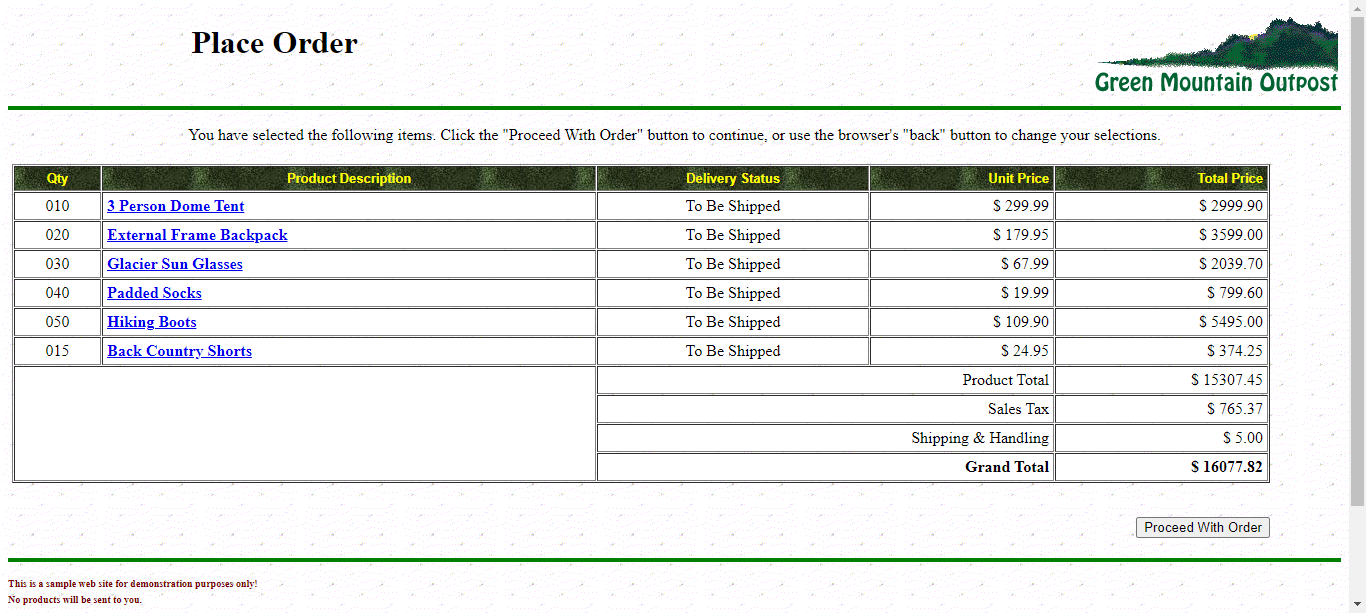 Place Order
Green Mountain Outpost
You have selected the following items. Click the "Proceed With Order" button to continue, or use the browser's "back" button to change your selections.
Qty Product Description Delivery Status Unit Price Total Price
010 3 Person Dome Tent To Be Shipped $ 299.99 $ 2999.90
020 External Frame Backpack To Be Shipped $ 179.95 $ 3599.00
030 Glacier Sun Glasses To Be Shipped $ 67.99 $ 2039.70
040 Padded Socks To Be Shipped $ 19.99 $ 799.60
050 Hiking Boots To Be Shipped $ 109.90 $ 5495.00
015 Back Country Shorts To Be Shipped $ 24.95 $ 374.25
Product Total $ 15307.45
Sales Tax $ 765.37
Shipping & Handling $ 5.00
Grand Total $ 16077.82
Proceed With Order
This is a sample web site for demonstration purposes only!
No products will be sent to you.